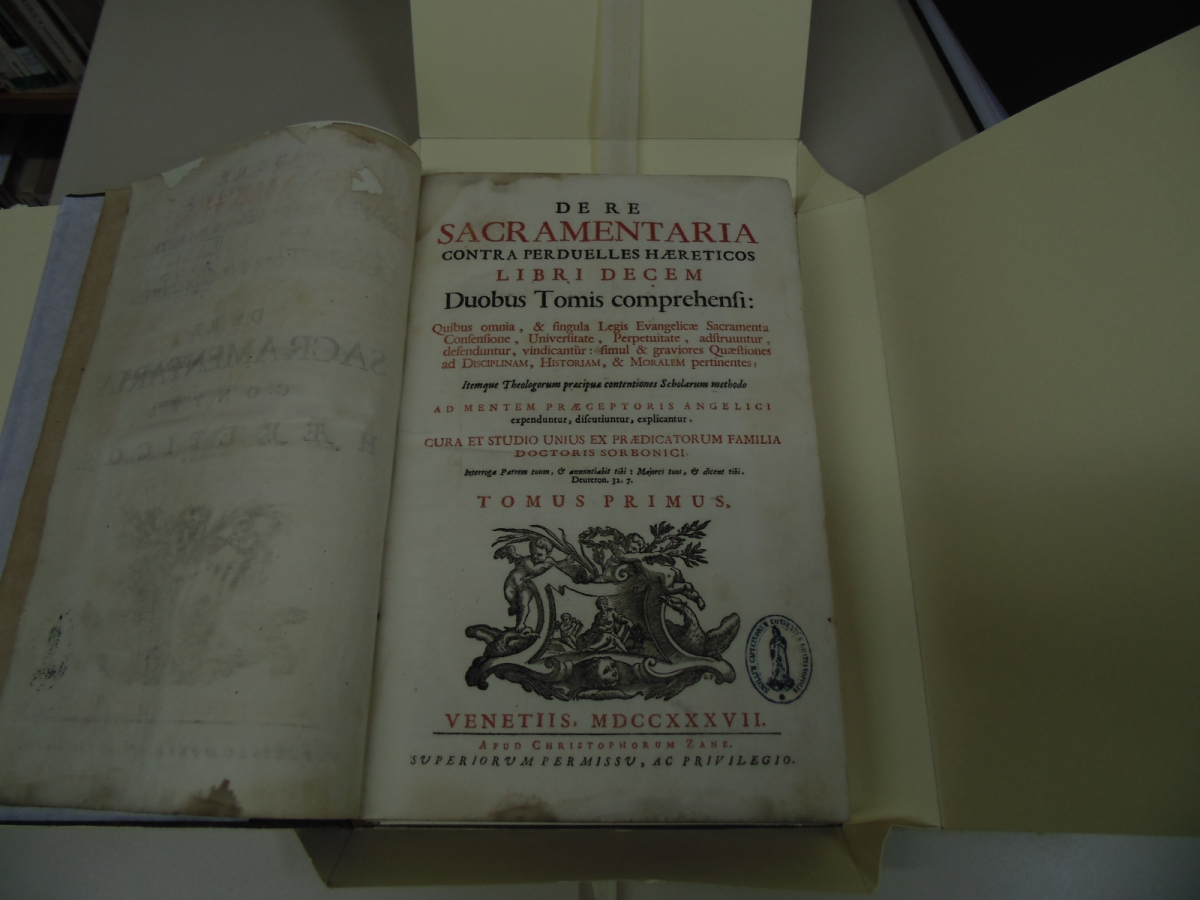 DE RE
SACRAMENTARIA
CONTRA PERDUELLES HÆRETICOS
LIBRI DECEM
Duobus Tomis comprehenſi:
Quibus omnia, & ſingula Legis Evangelicæ Sacramenta
Conſenſione, Univerſitate, Perpetuitate, adſtruuntur,
defenduntur, vindicantur: ſimul & graviores Quæſtiones
ad DISCIPLINAM, HISTORIAM, & MORALEM pertinentes:
Itemque Theologorum præcipuæ contentiones Scholarum methodo
AD MENTEM PRÆCEPTORIS ANGELICI
expenduntur, diſcutiuntur, explicantur.
CURA ET STUDIO UNIUS EX PRÆDICATORUM FAMILIA
DOCTORIS SORBONICI.
Interroga Patrem tuum, & annuntiabit tibi: Majores tuos, & dicent tibi.
Deuteron. 32. 7.
TOMUS PRIMUS.
VENETIIS, MDCCXXXVII.
APUD CHRISTOPHORUM ZANE.
SUPERIORUM PERMISSU, AC PRIVILEGIO.